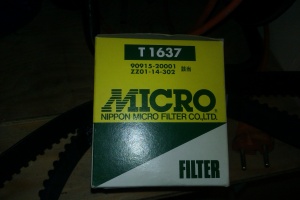 T 1637
90915-20001
ZZ01-14-302
MICRO
NIPPON MICRO FILTER CO.,LTD.
FILTER